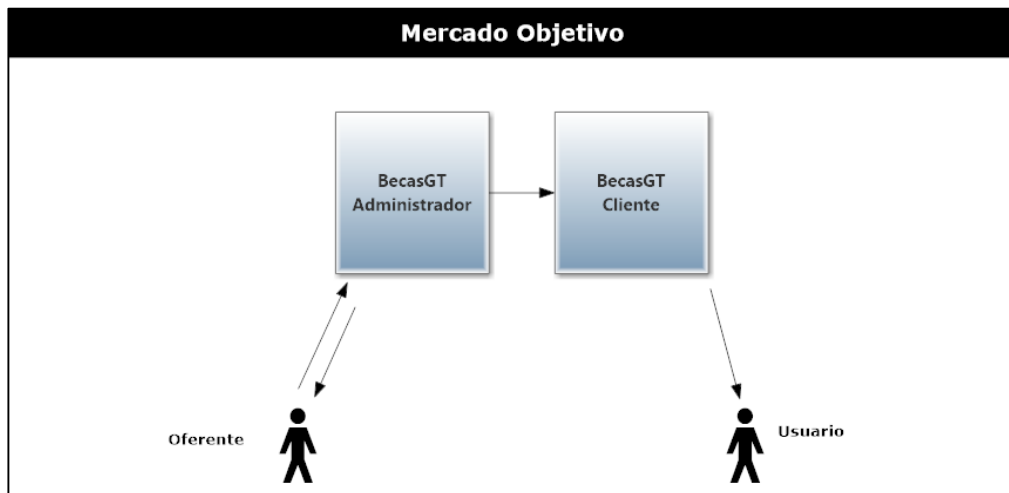 Mercado Objetivo
BecasGT
Administrador
BecasGT
Cliente
Oferente
Usuario